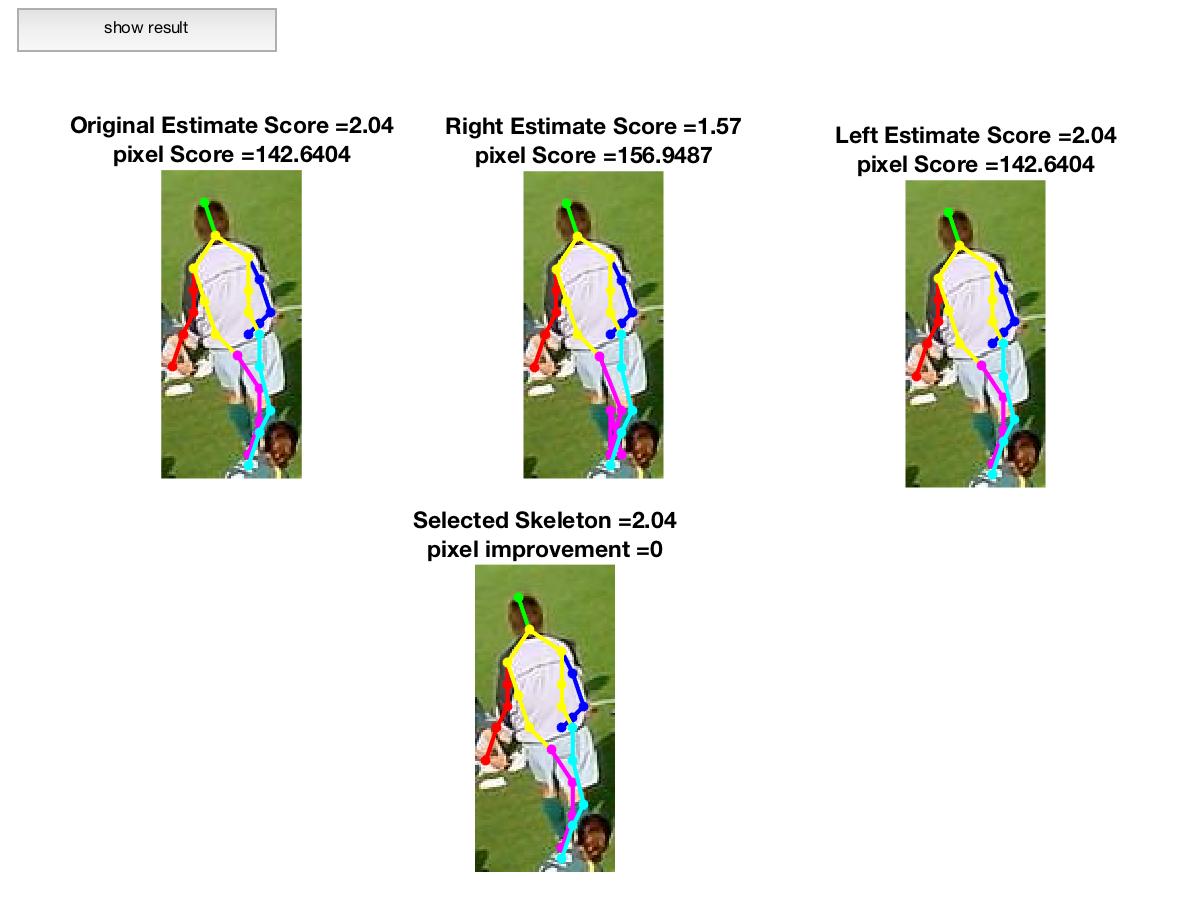 show result
Original Estimate Score =2.04
pixel Score =142.6404
Right Estimate Score =1.57
pixel Score =156.9487
Left Estimate Score =2.04
pixel Score =142.6404
Selected Skeleton =2.04
pixel improvement =0